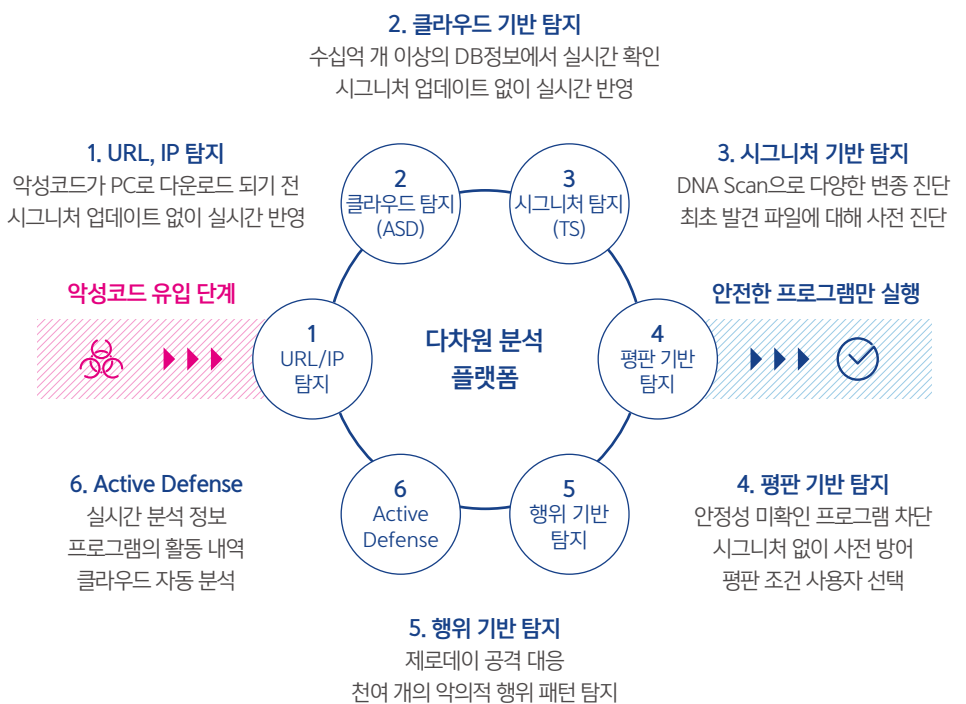 2. 클라우드 기반 탐지
수십억 개 이상의 DB정보에서 실시간 확인
시그니처 업데이트 없이 실시간 반영
1. URL, IP 탐지
악성코드가 PC로 다운로드 되기 전
시그니처 업데이트 없이 실시간 반영
2
클라우드 탐지
(ASD)
3
시그니처 탐지
(TS)
3. 시그니처 기반 탐지
DNA Scan으로 다양한 변종 진단
최초 발견 파일에 대해 사전 진단
악성코드 유입 단계
1
URL/IP
탐지
다차원 분석
플랫폼
4
평판 기반
탐지
안전한 프로그램만 실행
6. Active Defense
실시간 분석 정보
프로그램의 활동 내역
클라우드 자동 분석
6
Active
Defense
5
행위 기반
탐지
4. 평판 기반 탐지
안정성 미확인 프로그램 차단
시그니처 없이 사전 방어
평판 조건 사용자 선택
5. 행위 기반 탐지
제로데이 공격 대응
천여 개의 악의적 행위 패턴 탐지